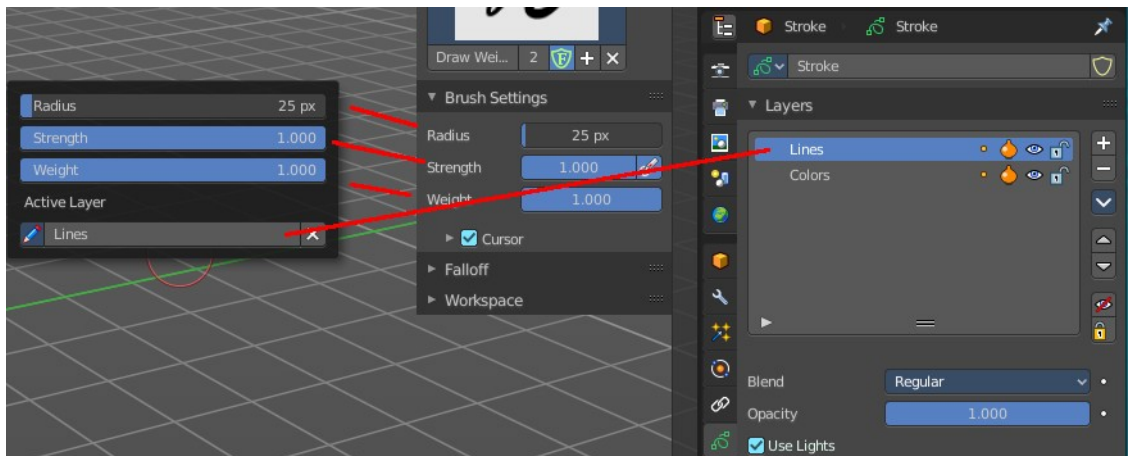 Radius 25 px
Strength 1.000
Weight 1.000
Active Layer
Lines
Draw Wei... 2 F
Brush Settings
Radius 25 px
Strength 1.000
Weight 1.000
Cursor
Falloff
Workspace
Stroke Stroke
Stroke
Layers
Lines
Colors
Blend Regular
Opacity 1.000
Use Lights